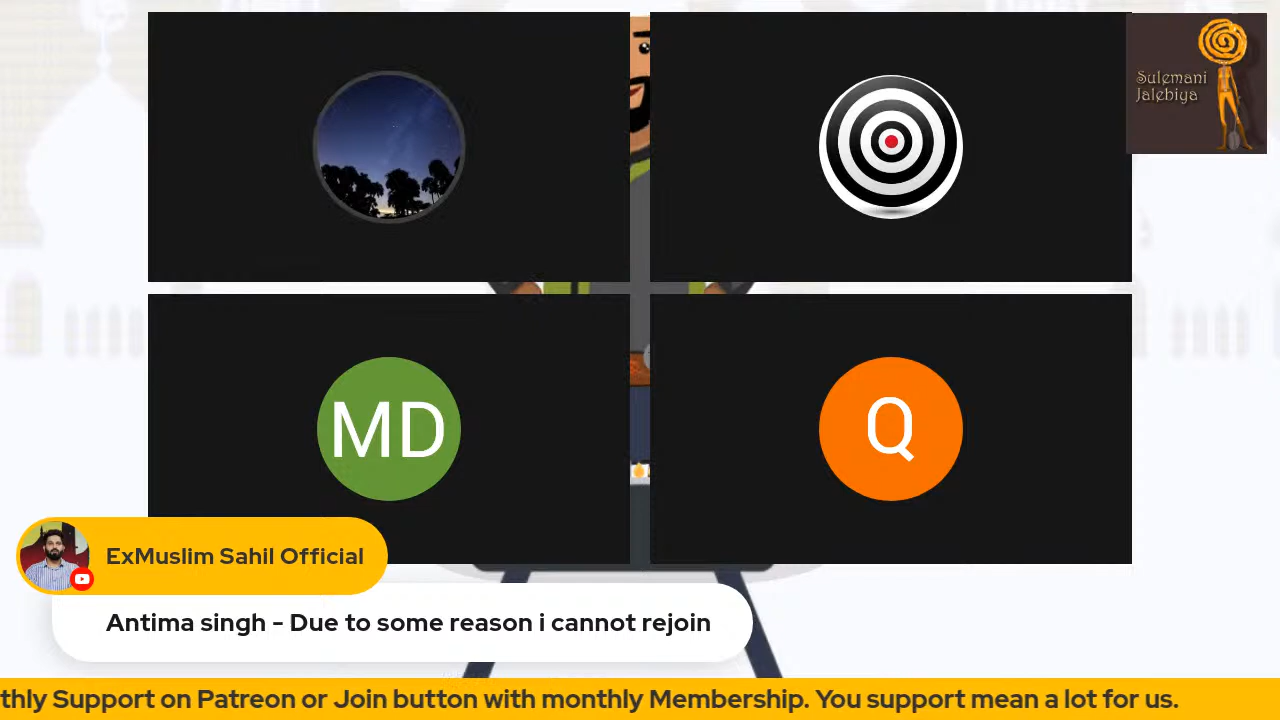 Sulemani
Jalebiya
MD
Q
ExMuslim Sahil Official
Antima singh - Due to some reason i cannot rejoin
thly Support on Patreon or Join button with monthly Membership. You support mean a lot for us.